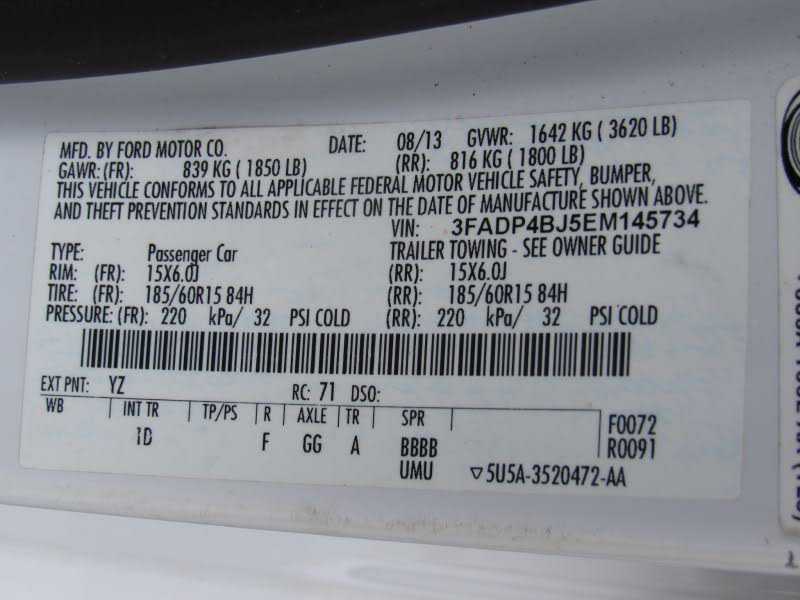 MFD. BY FORD MOTOR CO. DATE: 08/13 GVWR: 1642 KG ( 3620 LB)
GAWR: (FR): 839 KG ( 1850 LB) (RR): 816 KG ( 1800 LB)
THIS VEHICLE CONFORMS TO ALL APPLICABLE FEDERAL MOTOR VEHICLE SAFETY, BUMPER,
AND THEFT PREVENTION STANDARDS IN EFFECT ON THE DATE OF MANUFACTURE SHOWN ABOVE.
VIN: 3FADP4BJ5EM145734
TYPE: Passenger Car TRAILER TOWING - SEE OWNER GUIDE
RIM: (FR): 15X6.0J (RR): 15X6.0J
TIRE: (FR): 185/60R15 84H (RR): 185/60R15 84H
PRESSURE: (FR): 220 kPa/ 32 PSI COLD (RR): 220 kPa/ 32 PSI COLD
EXT PNT: YZ RC: 71 DSO:
WB INT TR TP/PS R AXLE TR SPR F0072
1D F GG A BBBB R0091
UMU ▽5U5A-3520472-AA